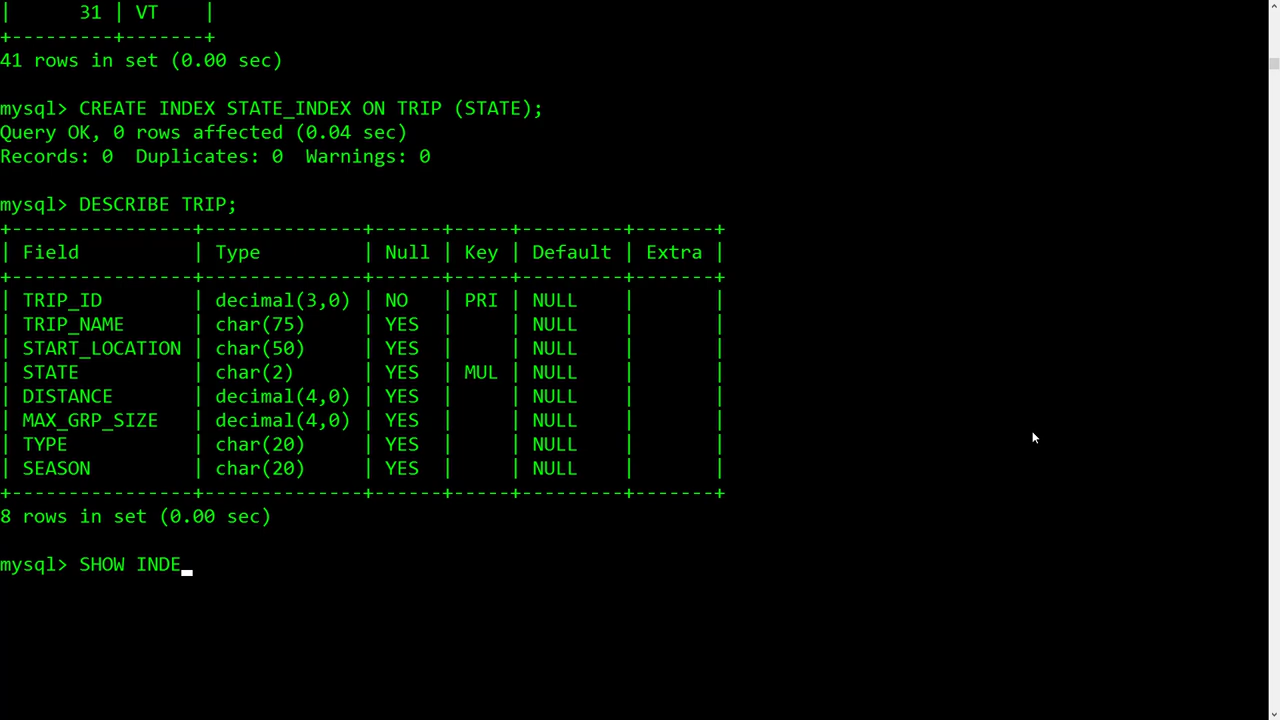 |      31 | VT    |
+---------+-------+
41 rows in set (0.00 sec)
mysql> CREATE INDEX STATE_INDEX ON TRIP (STATE);
Query OK, 0 rows affected (0.04 sec)
Records: 0  Duplicates: 0  Warnings: 0
mysql> DESCRIBE TRIP;
+----------------+--------------+------+-----+---------+-------+
| Field          | Type         | Null | Key | Default | Extra |
+----------------+--------------+------+-----+---------+-------+
| TRIP_ID        | decimal(3,0) | NO   | PRI | NULL    |       |
| TRIP_NAME      | char(75)     | YES  |     | NULL    |       |
| START_LOCATION | char(50)     | YES  |     | NULL    |       |
| STATE          | char(2)      | YES  | MUL | NULL    |       |
| DISTANCE       | decimal(4,0) | YES  |     | NULL    |       |
| MAX_GRP_SIZE   | decimal(4,0) | YES  |     | NULL    |       |
| TYPE           | char(20)     | YES  |     | NULL    |       |
| SEASON         | char(20)     | YES  |     | NULL    |       |
+----------------+--------------+------+-----+---------+-------+
8 rows in set (0.00 sec)
mysql> SHOW INDE